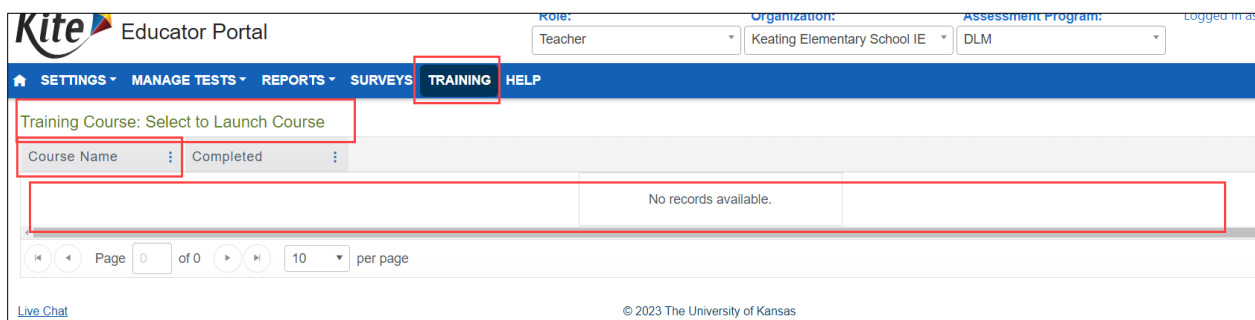 Role: Organization: Assessment Program: Logged in as
Kite Educator Portal
Teacher Keating Elementary School IE DLM
SETTINGS MANAGE TESTS REPORTS SURVEYS TRAINING HELP
Training Course: Select to Launch Course
Course Name Completed
No records available.
Page 0 of 0 10 per page
Live Chat © 2023 The University of Kansas